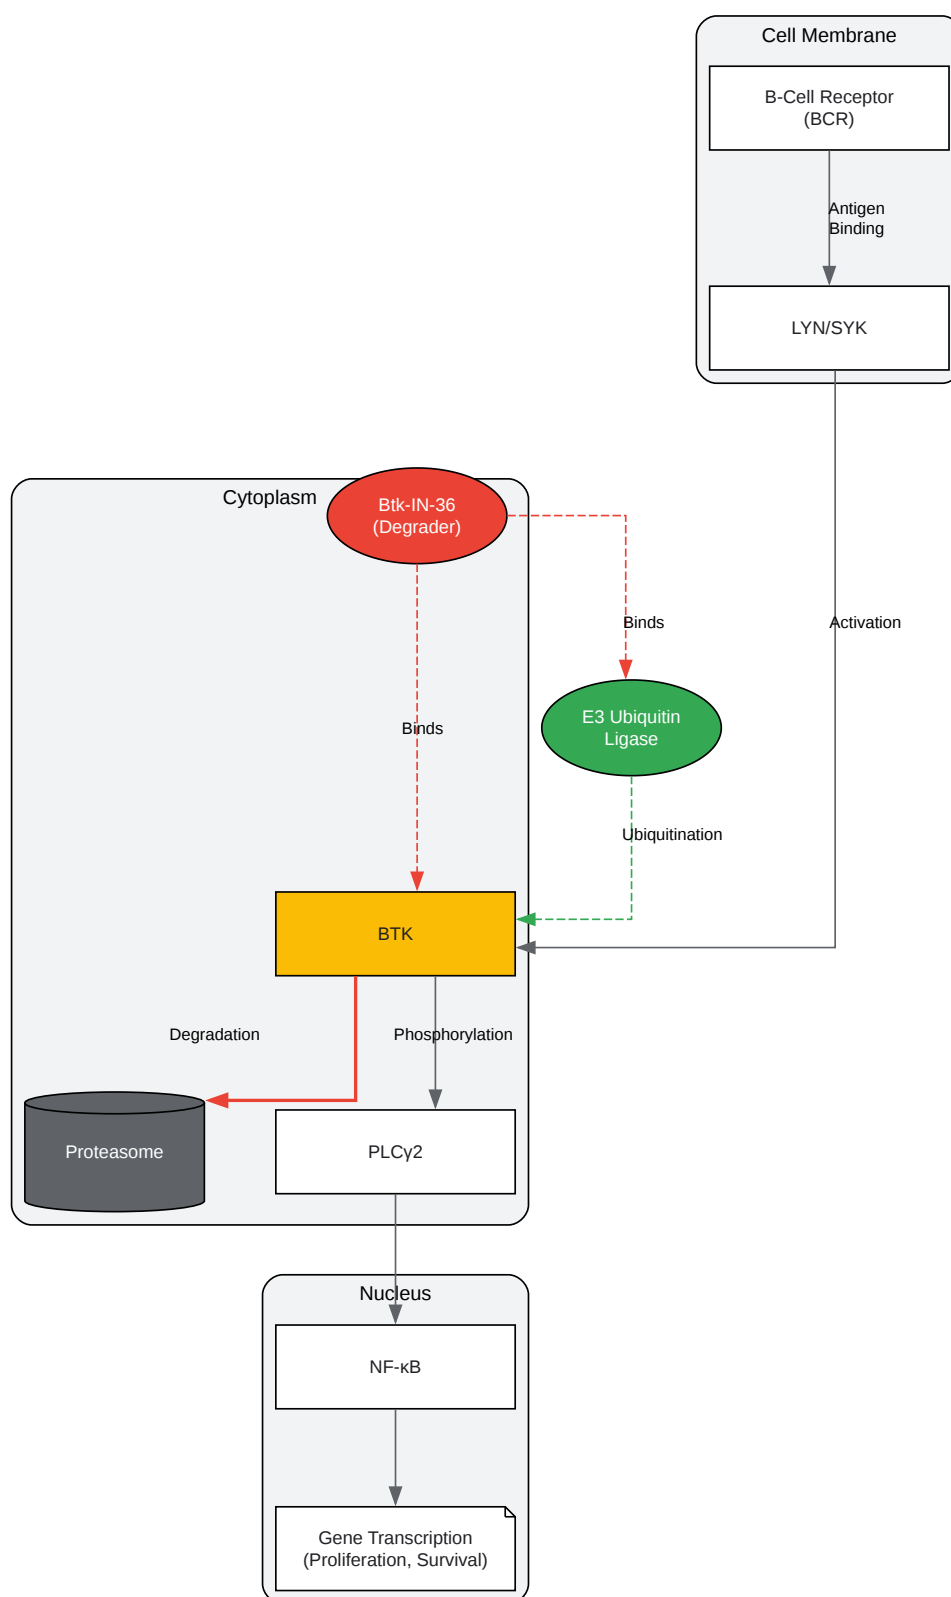 Cell Membrane
B-Cell Receptor
(BCR)
Antigen
Binding
LYN/SYK
Cytoplasm
Btk-IN-36
(Degrader)
Binds
Activation
E3 Ubiquitin
Ligase
Binds
Ubiquitination
BTK
Degradation
Phosphorylation
Proteasome
PLCγ2
Nucleus
NF-κB
Gene Transcription
(Proliferation, Survival)